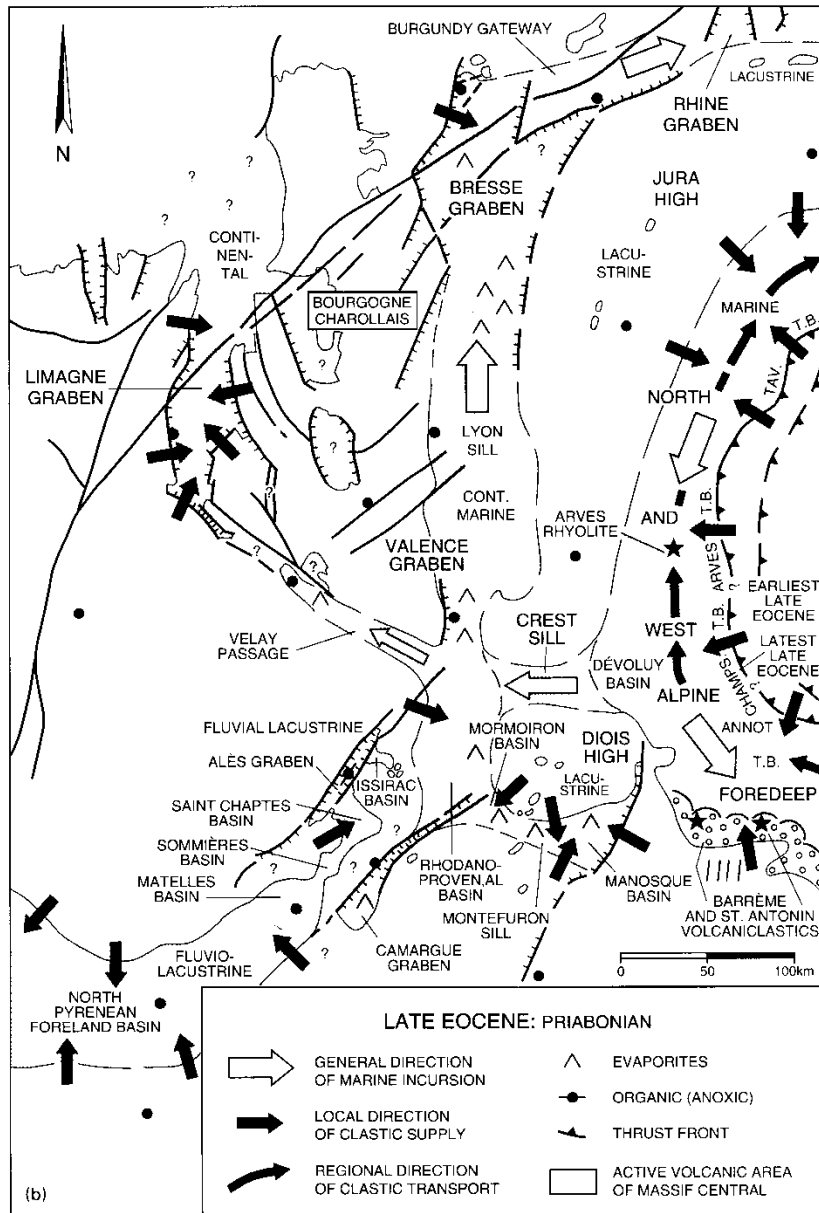 BURGUNDY GATEWAY
LACUSTRINE
RHINE
GRABEN
N
BRESSE
GRABEN
JURA
HIGH
CONTI-
NEN-
TAL
LACU-
STRINE
BOURGOGNE
CHAROLLAIS
MARINE
T.B.
TAV.
LIMAGNE
GRABEN
NORTH
LYON
SILL
CONT.
MARINE
ARVES
RHYOLITE
AND
T.B.
ARVES
?
T.B.
CHAMPS.
?
VALENCE
GRABEN
EARLIEST
LATE
EOCENE
VELAY
PASSAGE
CREST
SILL
WEST
LATEST
LATE
EOCENE
DÉVOLUY
BASIN
ALPINE
FLUVIAL LACUSTRINE
MORMOIRON
BASIN
DIOIS
HIGH
ANNOT
T.B.
ALÈS GRABEN
ISSIRAC
BASIN
LACU-
STRINE
FOREDEEP
SAINT CHAPTES
BASIN
SOMMIÈRES
BASIN
MATELLES
BASIN
RHODANO-
PROVEN,AL
BASIN
MANOSQUE
BASIN
MONTEFURON
SILL
BARRÈME
AND ST. ANTONIN
VOLCANICLASTICS
CAMARGUE
GRABEN
FLUVIO-
LACUSTRINE
0 50 100km
NORTH
PYRENEAN
FORELAND BASIN
LATE EOCENE: PRIABONIAN
GENERAL DIRECTION
OF MARINE INCURSION
LOCAL DIRECTION
OF CLASTIC SUPPLY
REGIONAL DIRECTION
OF CLASTIC TRANSPORT
EVAPORITES
ORGANIC (ANOXIC)
THRUST FRONT
ACTIVE VOLCANIC AREA
OF MASSIF CENTRAL
(b)